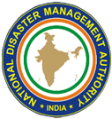 NATIONAL DISASTER MANAGEMENT AUTHORITY
• INDIA •